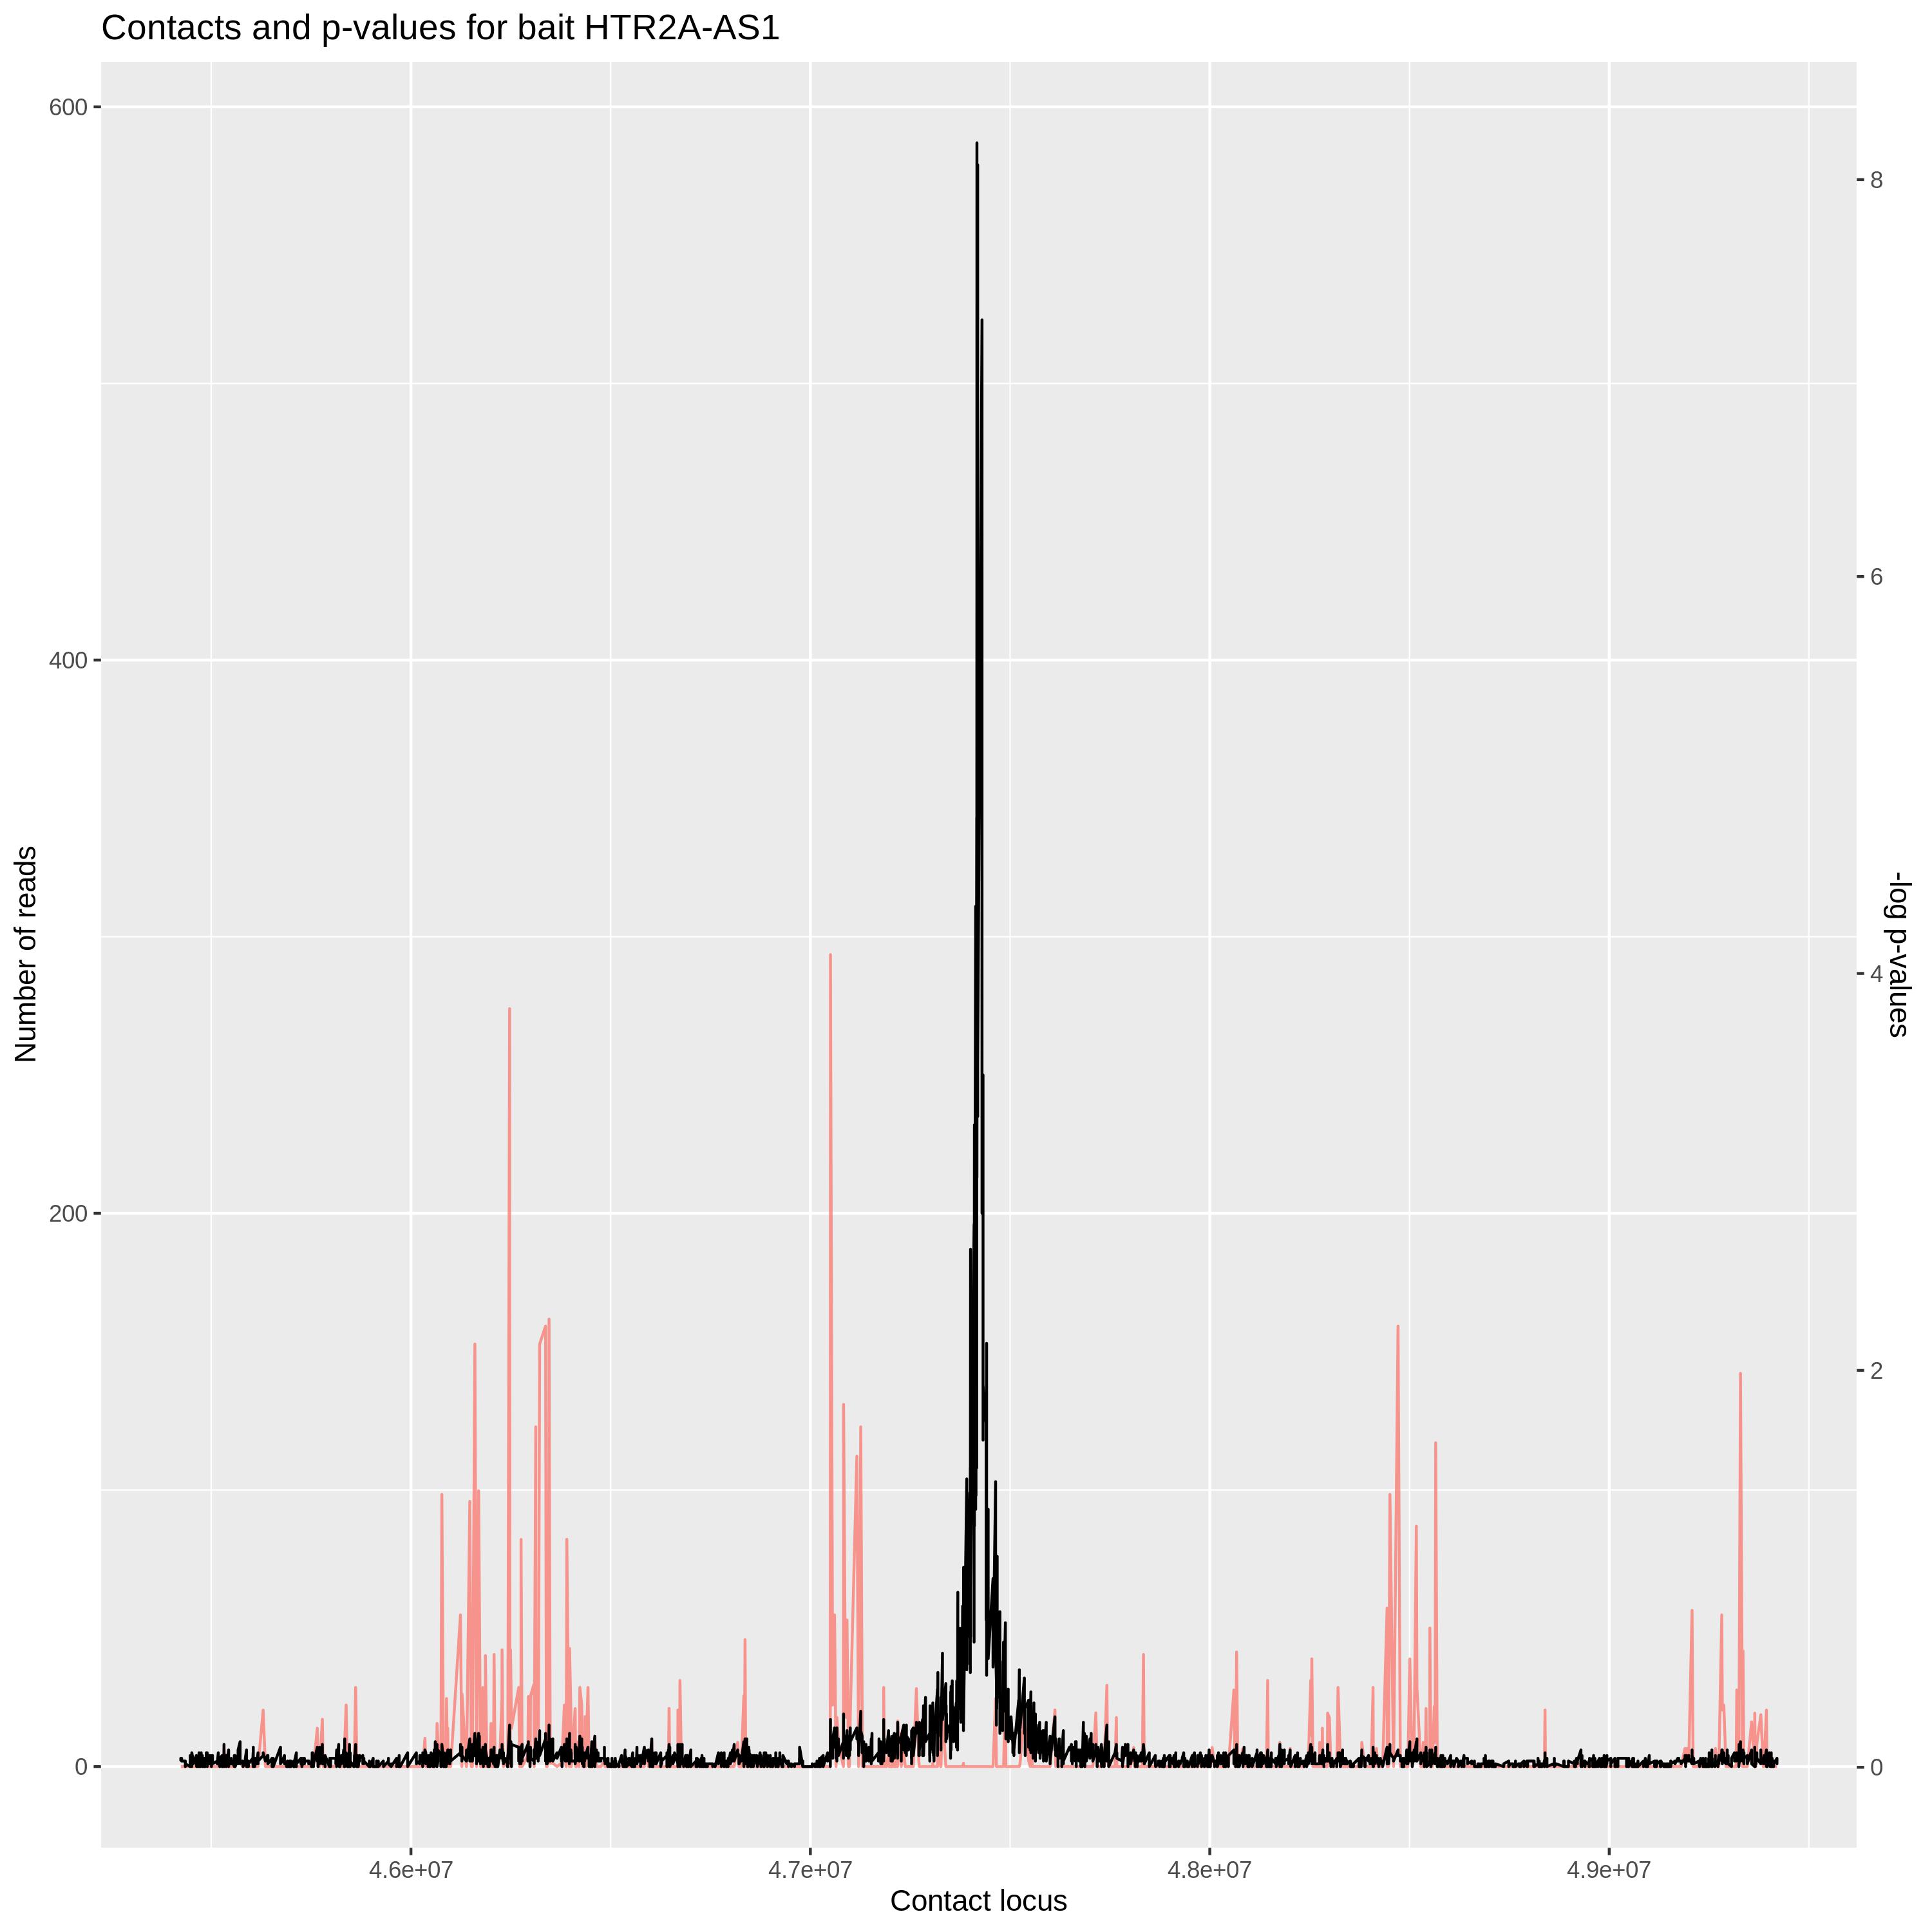 Contacts and p-values for bait HTR2A-AS1
600
400
200
0
Number of reads
8
6
4
2
0
-log p-values
4.6e+07
4.7e+07
4.8e+07
4.9e+07
Contact locus